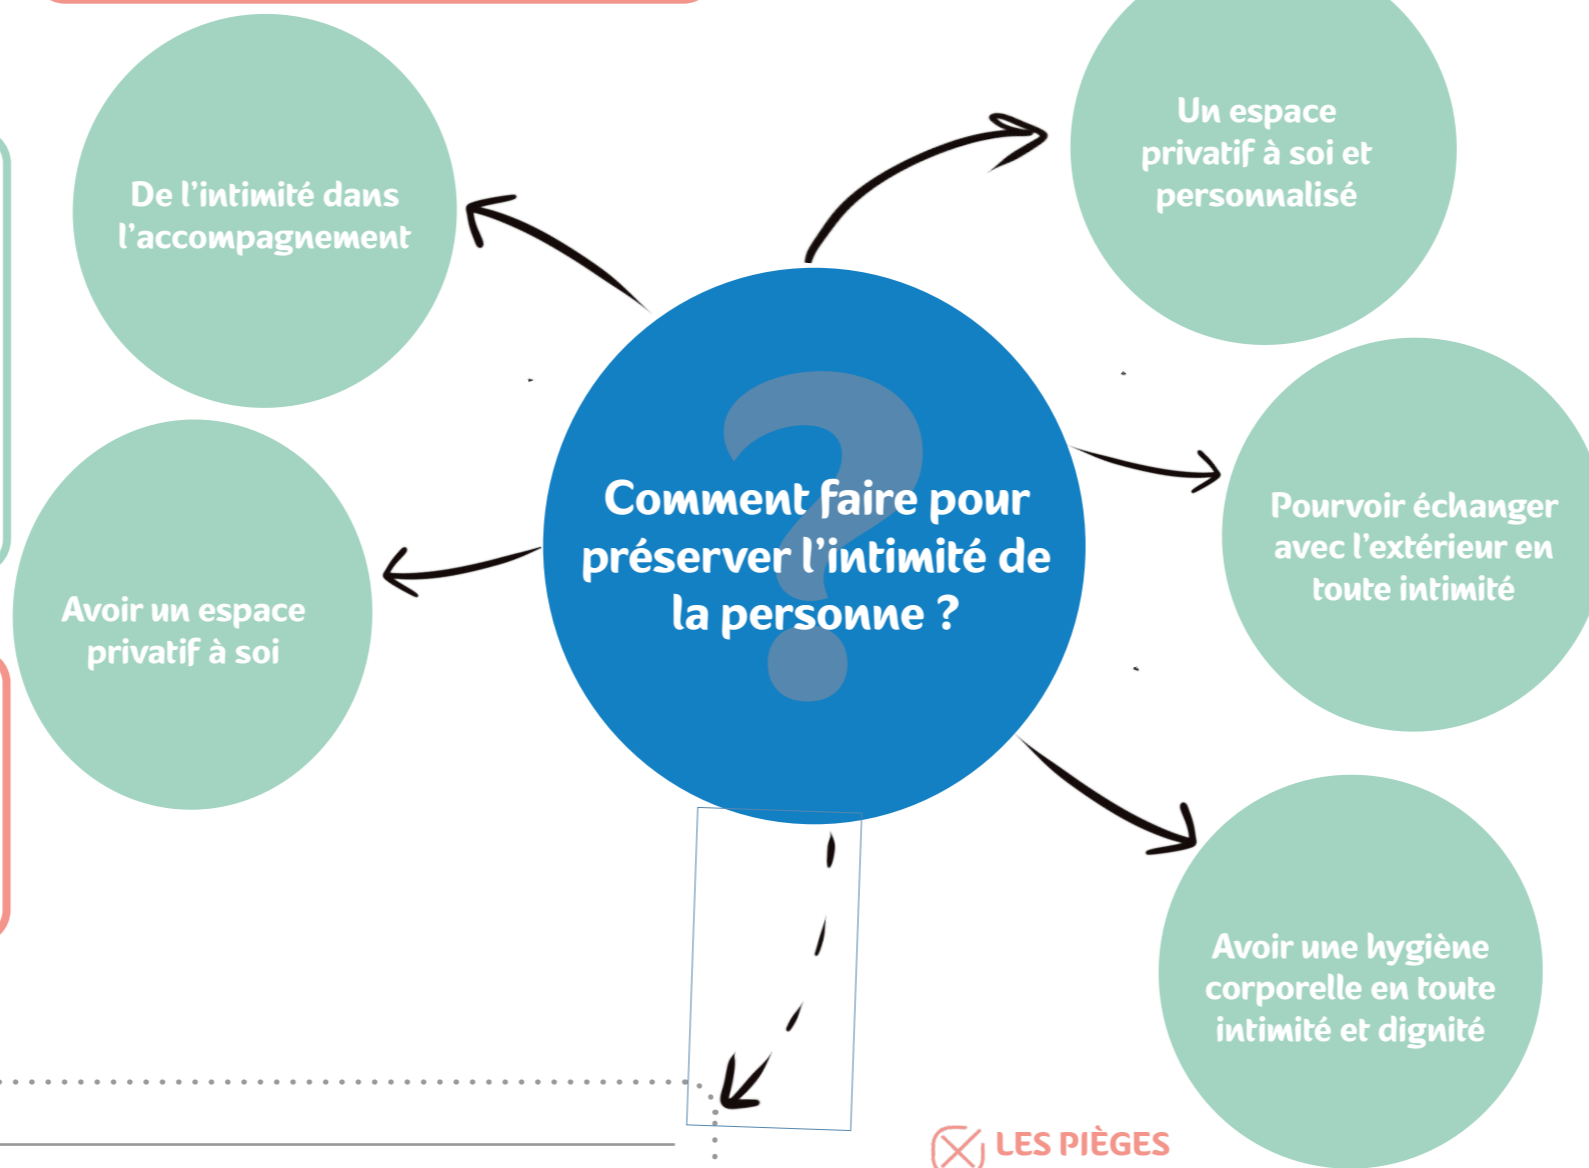 De l'intimité dans
l'accompagnement
Un espace
privatif à soi et
personnalisé
Comment faire pour
préserver l'intimité de
la personne ?
?
Pourvoir échanger
avec l'extérieur en
toute intimité
Avoir un espace
privatif à soi
Avoir une hygiène
corporelle en toute
intimité et dignité
LES PIÈGES